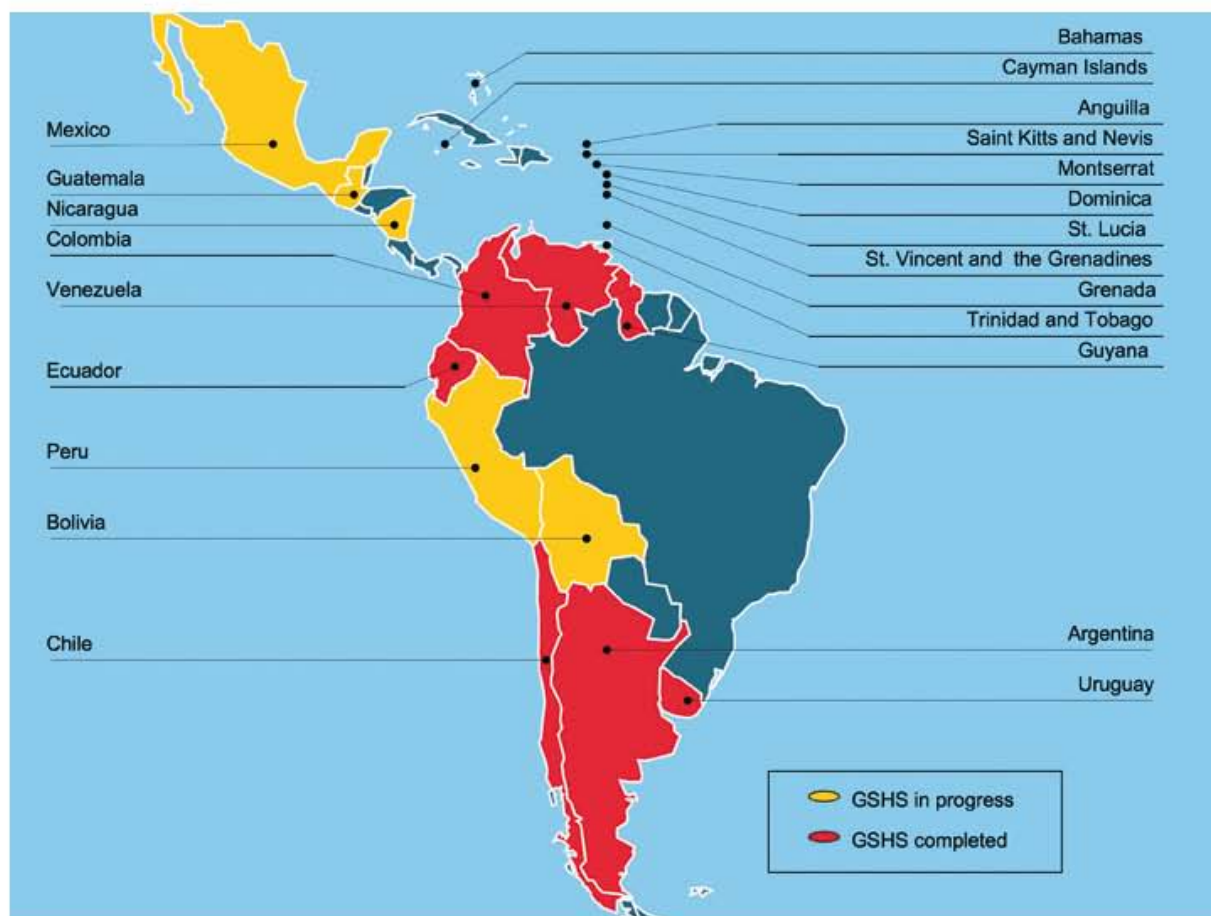 Bahamas
Cayman Islands
Anguilla
Saint Kitts and Nevis
Montserrat
Dominica
St. Lucia
St. Vincent and the Grenadines
Grenada
Trinidad and Tobago
Guyana
Mexico
Guatemala
Nicaragua
Colombia
Venezuela
Ecuador
Peru
Bolivia
Chile
Argentina
Uruguay
GSHS in progress
GSHS completed